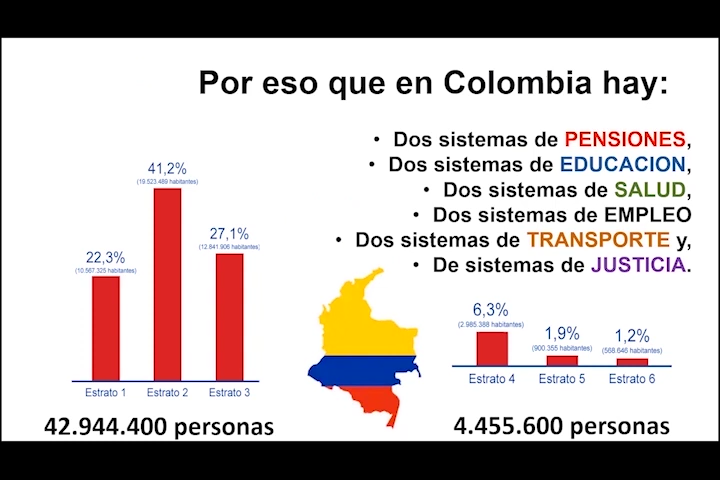 Por eso que en Colombia hay:
• Dos sistemas de PENSIONES,
• Dos sistemas de EDUCACION,
• Dos sistemas de SALUD,
• Dos sistemas de EMPLEO
• Dos sistemas de TRANSPORTE y,
• De sistemas de JUSTICIA.
22,3%
(10.567.325 habitantes)
Estrato 1
41,2%
(19.523.489 habitantes)
Estrato 2
27,1%
(12.841.906 habitantes)
Estrato 3
42.944.400 personas
6,3%
(2.985.388 habitantes)
Estrato 4
1,9%
(900.355 habitantes)
Estrato 5
1,2%
(568.646 habitantes)
Estrato 6
4.455.600 personas